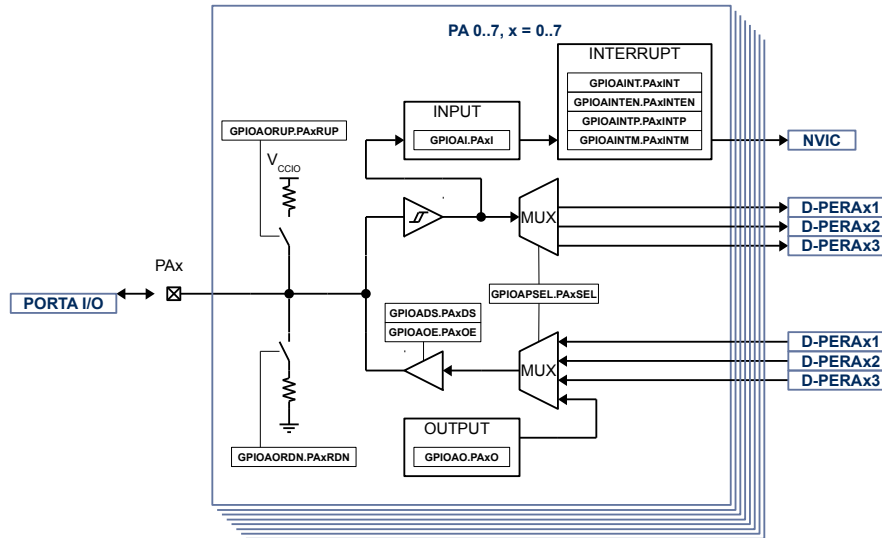 PA 0..7, x = 0..7
INTERRUPT
GPIOAINT.PAxINT
GPIOAINTEN.PAxINTEN
GPIOAINTP.PAxINTP
GPIOAINTM.PAxINTM
INPUT
GPIOAI.PAxI
GPIOAORUP.PAxRUP
NVIC
VCCIO
MUX
D-PERAx1
D-PERAx2
D-PERAx3
PAx
PORTA I/O
GPIOAPSEL.PAxSEL
GPIOADS.PAxDS
GPIOAOE.PAxOE
MUX
D-PERAx1
D-PERAx2
D-PERAx3
OUTPUT
GPIOAO.PAxO
GPIOAORDN.PAxRDN